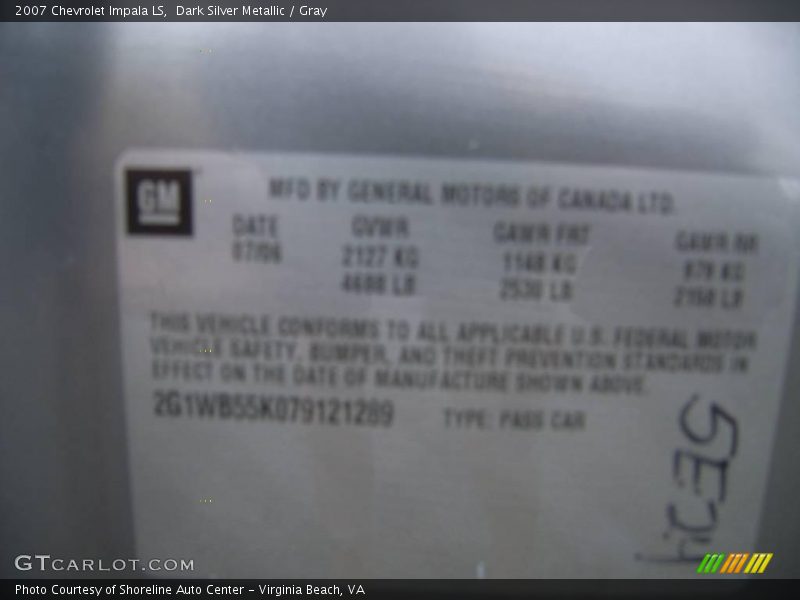 2007 Chevrolet Impala LS,  Dark Silver Metallic / Gray
GM
MFD BY GENERAL MOTORS OF CANADA LTD.
DATE GVWR GAWR FRT GAWR RR
07/06 2127 KG 1148 KG 979 KG
4688 LB 2530 LB 2158 LB
THIS VEHICLE CONFORMS TO ALL APPLICABLE U.S. FEDERAL MOTOR
VEHICLE SAFETY, BUMPER, AND THEFT PREVENTION STANDARDS IN
EFFECT ON THE DATE OF MANUFACTURE SHOWN ABOVE.
2G1WB55K079121289 TYPE: PASS CAR
GTCARLOT.COM
Photo Courtesy of Shoreline Auto Center - Virginia Beach, VA